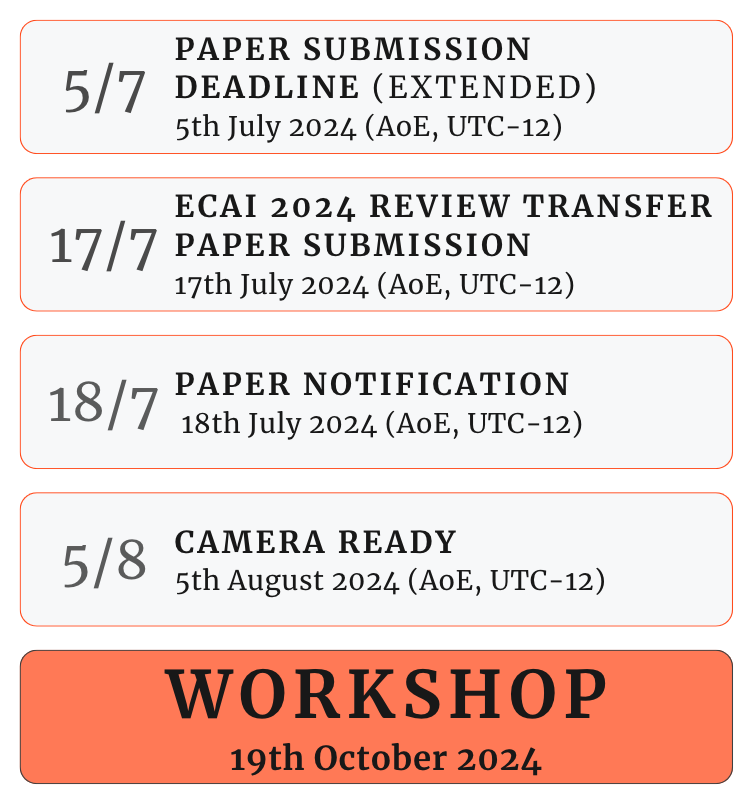 5/7
PAPER SUBMISSION
DEADLINE (EXTENDED)
5th July 2024 (AoE, UTC-12)
17/7
ECAI 2024 REVIEW TRANSFER
PAPER SUBMISSION
17th July 2024 (AoE, UTC-12)
18/7
PAPER NOTIFICATION
18th July 2024 (AoE, UTC-12)
5/8
CAMERA READY
5th August 2024 (AoE, UTC-12)
WORKSHOP
19th October 2024